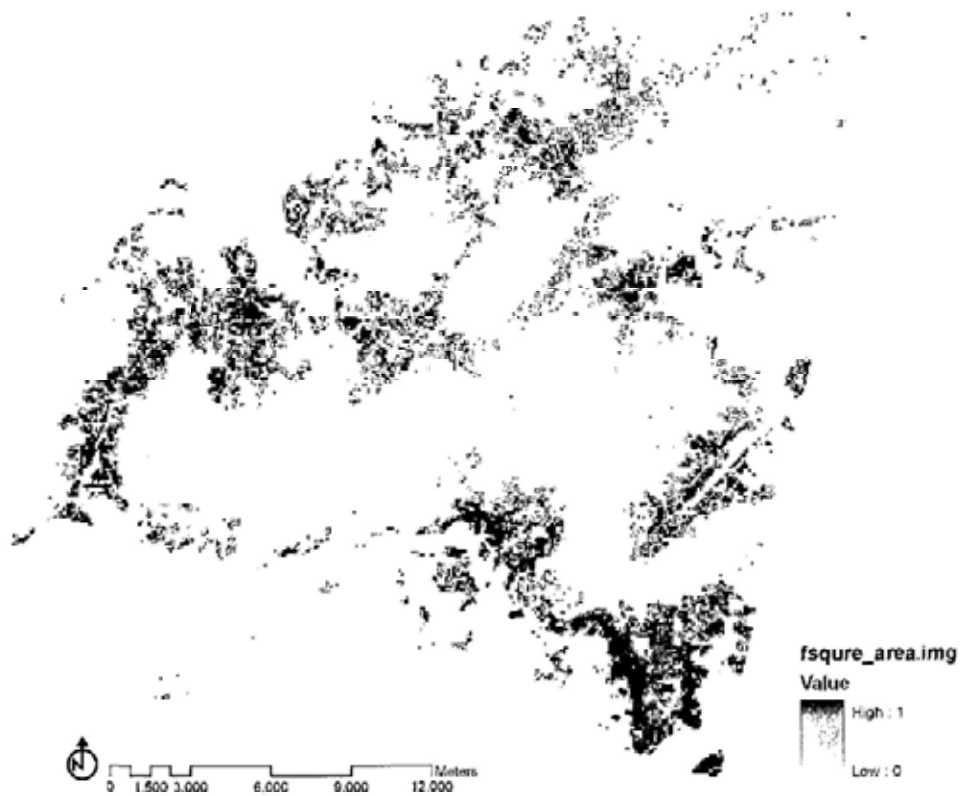 fsqure_area.img
Value
High : 1
Low : 0
N
Meters
0 1,500 3,000 6,000 9,000 12,000